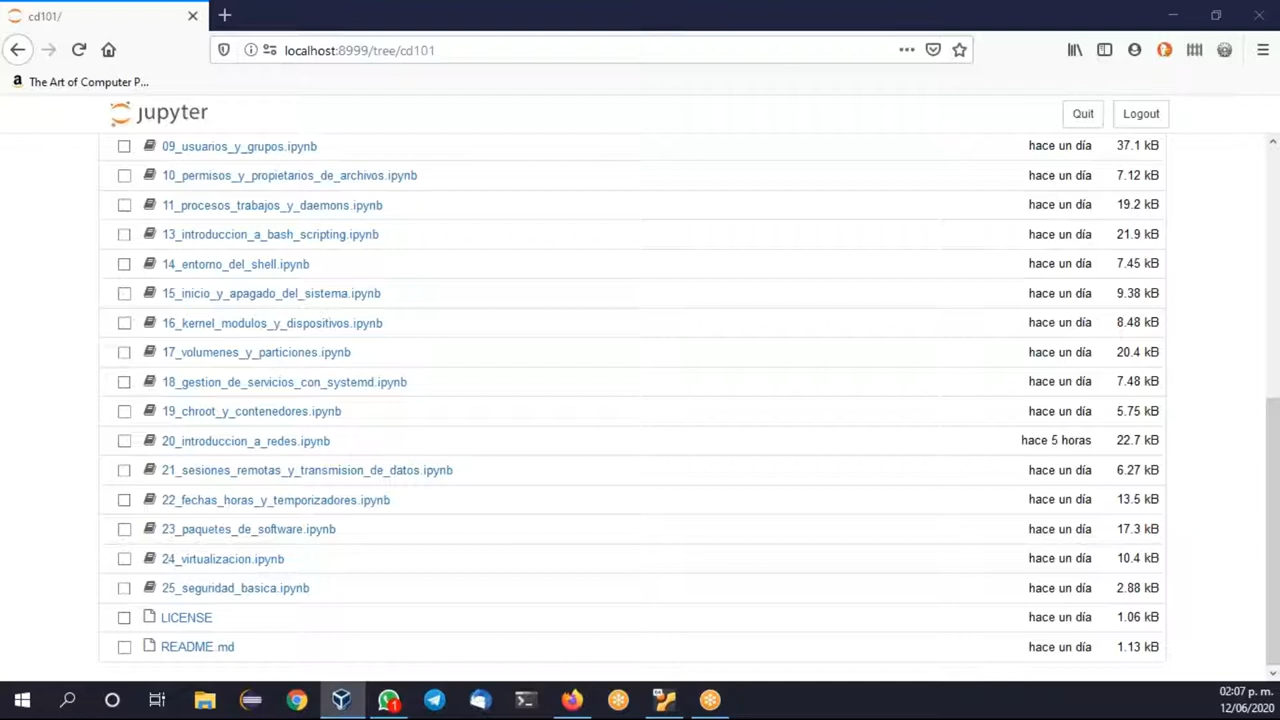 cd101/
localhost:8999/tree/cd101
The Art of Computer P...
jupyter
Quit
Logout
09_usuarios_y_grupos.ipynb hace un día 37.1 kB
10_permisos_y_propietarios_de_archivos.ipynb hace un día 7.12 kB
11_procesos_trabajos_y_daemons.ipynb hace un día 19.2 kB
13_introduccion_a_bash_scripting.ipynb hace un día 21.9 kB
14_entorno_del_shell.ipynb hace un día 7.45 kB
15_inicio_y_apagado_del_sistema.ipynb hace un día 9.38 kB
16_kernel_modulos_y_dispositivos.ipynb hace un día 8.48 kB
17_volumenes_y_particiones.ipynb hace un día 20.4 kB
18_gestion_de_servicios_con_systemd.ipynb hace un día 7.48 kB
19_chroot_y_contenedores.ipynb hace un día 5.75 kB
20_introduccion_a_redes.ipynb hace 5 horas 22.7 kB
21_sesiones_remotas_y_transmision_de_datos.ipynb hace un día 6.27 kB
22_fechas_horas_y_temporizadores.ipynb hace un día 13.5 kB
23_paquetes_de_software.ipynb hace un día 17.3 kB
24_virtualizacion.ipynb hace un día 10.4 kB
25_seguridad_basica.ipynb hace un día 2.88 kB
LICENSE hace un día 1.06 kB
README md hace un día 1.13 kB
1
02:07 p. m.
12/06/2020